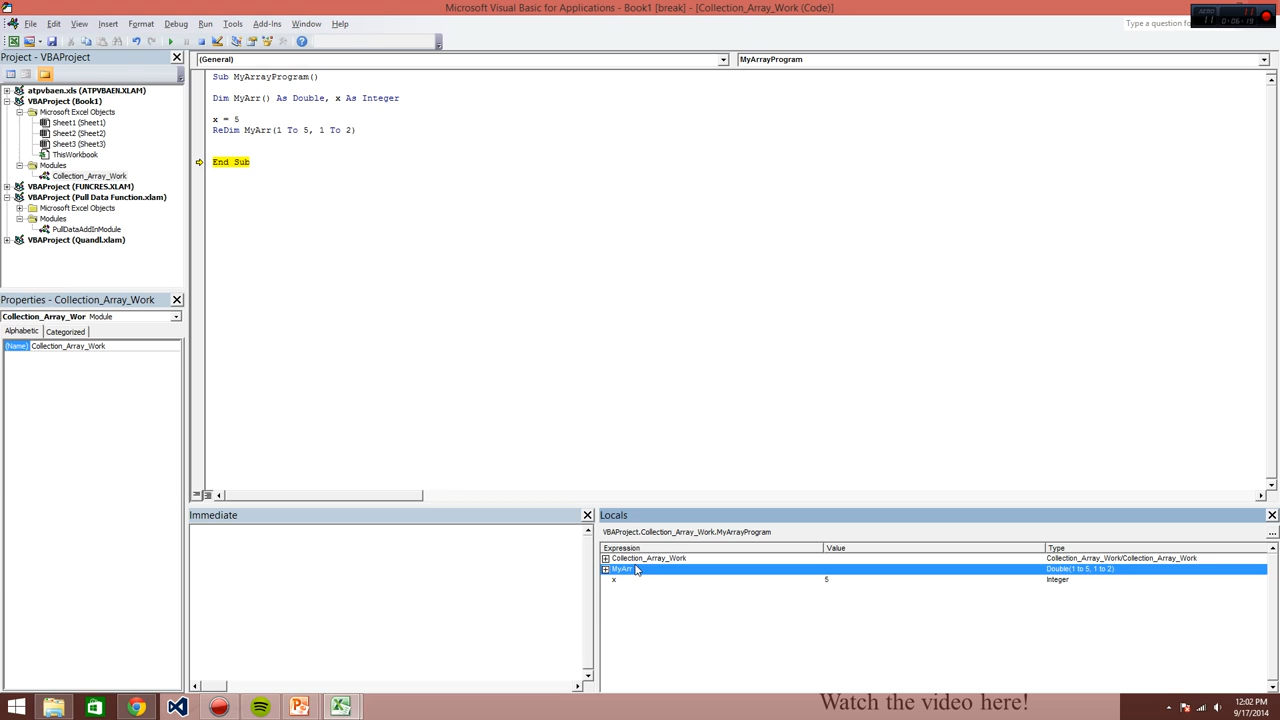 Microsoft Visual Basic for Applications - Book1 [break] - [Collection_Array_Work (Code)]
File Edit View Insert Format Debug Run Tools Add-Ins Window Help
Type a question for
11
0:06:19
Project - VBAProject
(General)
MyArrayProgram
atpvbaen.xls (ATPVBAEN.XLAM)
VBAProject (Book1)
Microsoft Excel Objects
Sheet1 (Sheet1)
Sheet2 (Sheet2)
Sheet3 (Sheet3)
ThisWorkbook
Modules
Collection_Array_Work
VBAProject (FUNCRES.XLAM)
VBAProject (Pull Data Function.xlam)
Microsoft Excel Objects
Modules
PullDataAddInModule
VBAProject (Quandl.xlam)
Sub MyArrayProgram()
Dim MyArr() As Double, x As Integer
x = 5
ReDim MyArr(1 To 5, 1 To 2)
End Sub
Properties - Collection_Array_Work
Collection_Array_Wor Module
Alphabetic Categorized
(Name) Collection_Array_Work
Immediate
Locals
VBAProject.Collection_Array_Work.MyArrayProgram
...
Expression Value Type
Collection_Array_Work Collection_Array_Work/Collection_Array_Work
MyArr Double(1 to 5, 1 to 2)
x 5 Integer
Watch the video here!
12:02 PM
9/17/2014